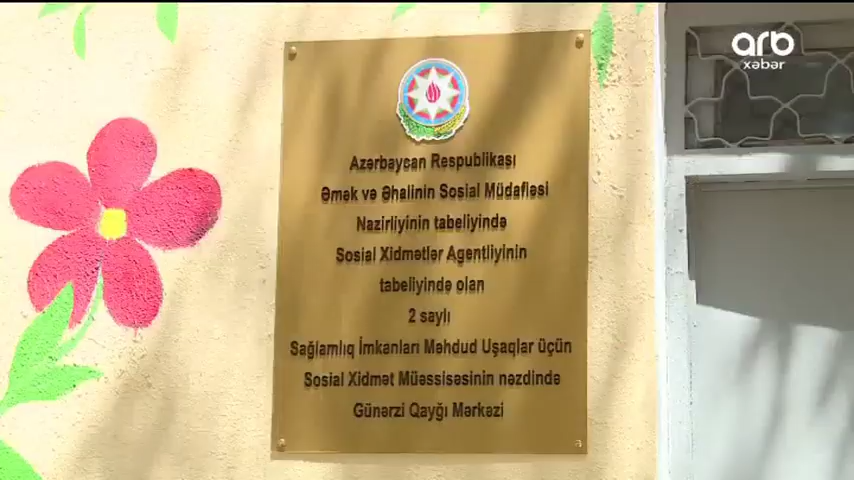 arb
xəbər
Azərbaycan Respublikası
Əmək və Əhalinin Sosial Müdafiəsi
Nazirliyinin tabeliyində
Sosial Xidmətlər Agentliyinin
tabeliyində olan
2 saylı
Sağlamlıq İmkanları Məhdud Uşaqlar üçün
Sosial Xidmət Müəssisəsinin nəzdində
Günərzi Qayğı Mərkəzi